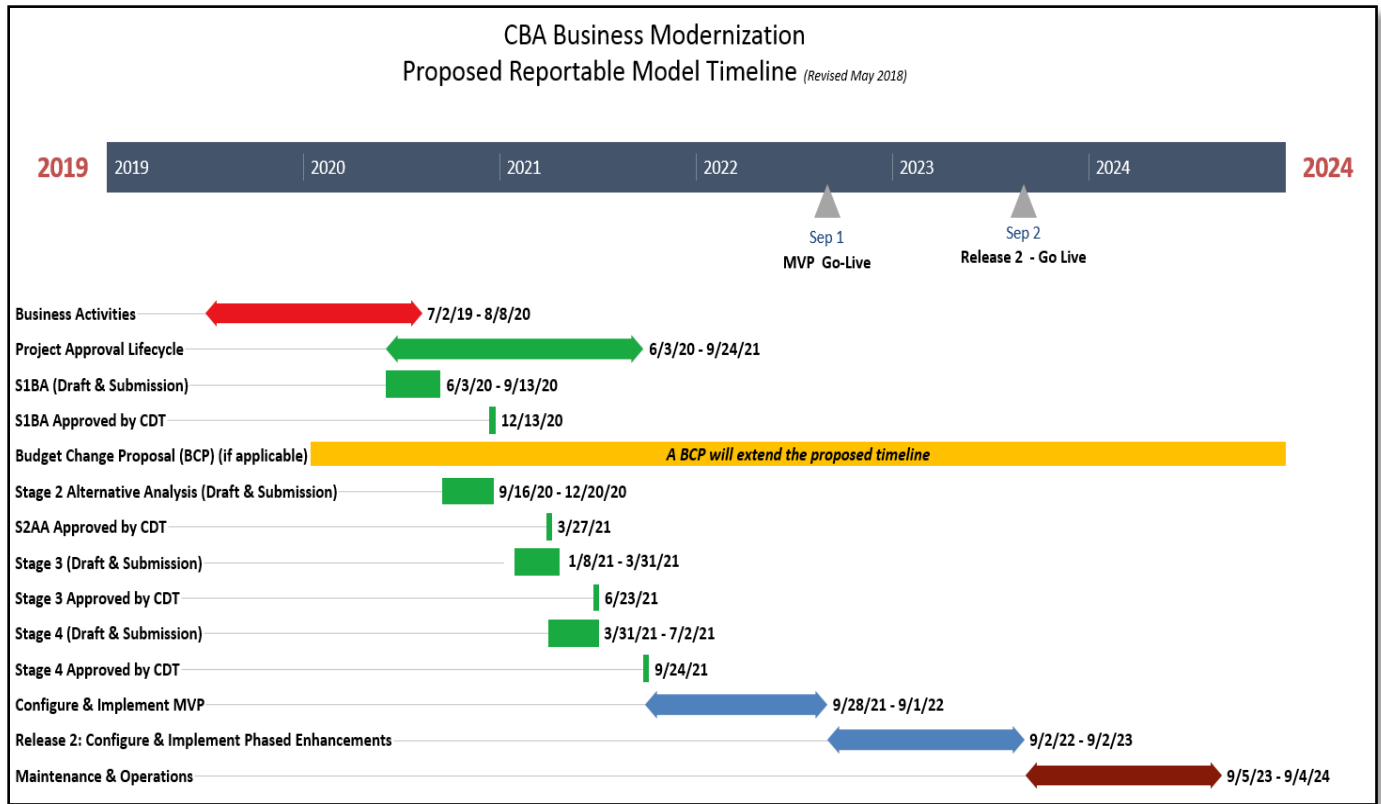 CBA Business Modernization
Proposed Reportable Model Timeline (Revised May 2018)
2019 2019 2020 2021 2022 2023 2024 2024
Sep 1
MVP Go-Live
Sep 2
Release 2 - Go Live
Business Activities 7/2/19 - 8/8/20
Project Approval Lifecycle 6/3/20 - 9/24/21
S1BA (Draft & Submission) 6/3/20 - 9/13/20
S1BA Approved by CDT 12/13/20
Budget Change Proposal (BCP) (if applicable) A BCP will extend the proposed timeline
Stage 2 Alternative Analysis (Draft & Submission) 9/16/20 - 12/20/20
S2AA Approved by CDT 3/27/21
Stage 3 (Draft & Submission) 1/8/21 - 3/31/21
Stage 3 Approved by CDT 6/23/21
Stage 4 (Draft & Submission) 3/31/21 - 7/2/21
Stage 4 Approved by CDT 9/24/21
Configure & Implement MVP 9/28/21 - 9/1/22
Release 2: Configure & Implement Phased Enhancements 9/2/22 - 9/2/23
Maintenance & Operations 9/5/23 - 9/4/24